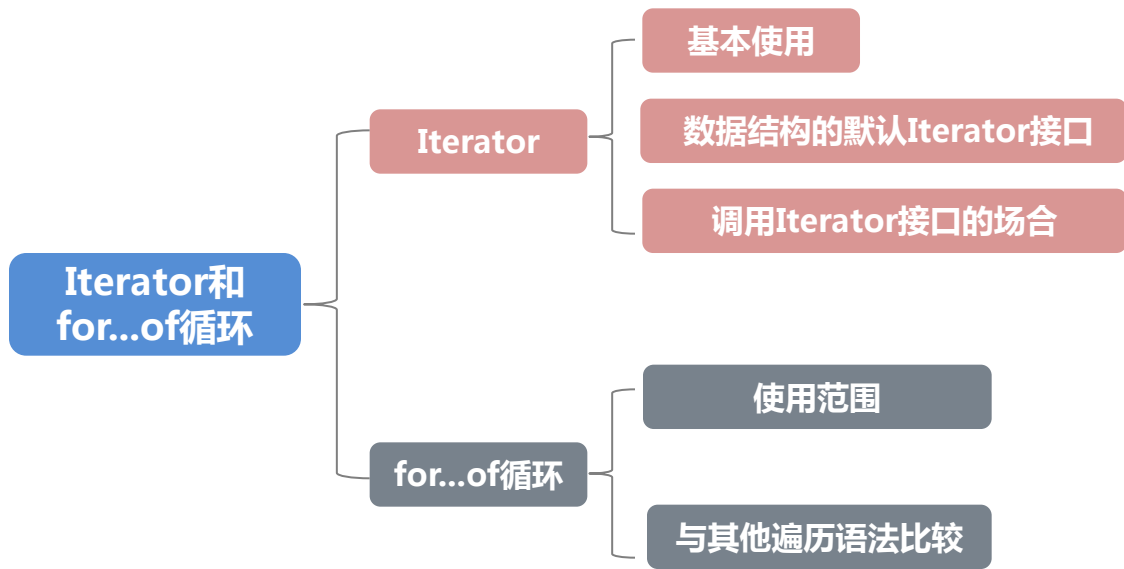 Iterator和
for...of循环
Iterator
基本使用
数据结构的默认Iterator接口
调用Iterator接口的场合
for...of循环
使用范围
与其他遍历语法比较